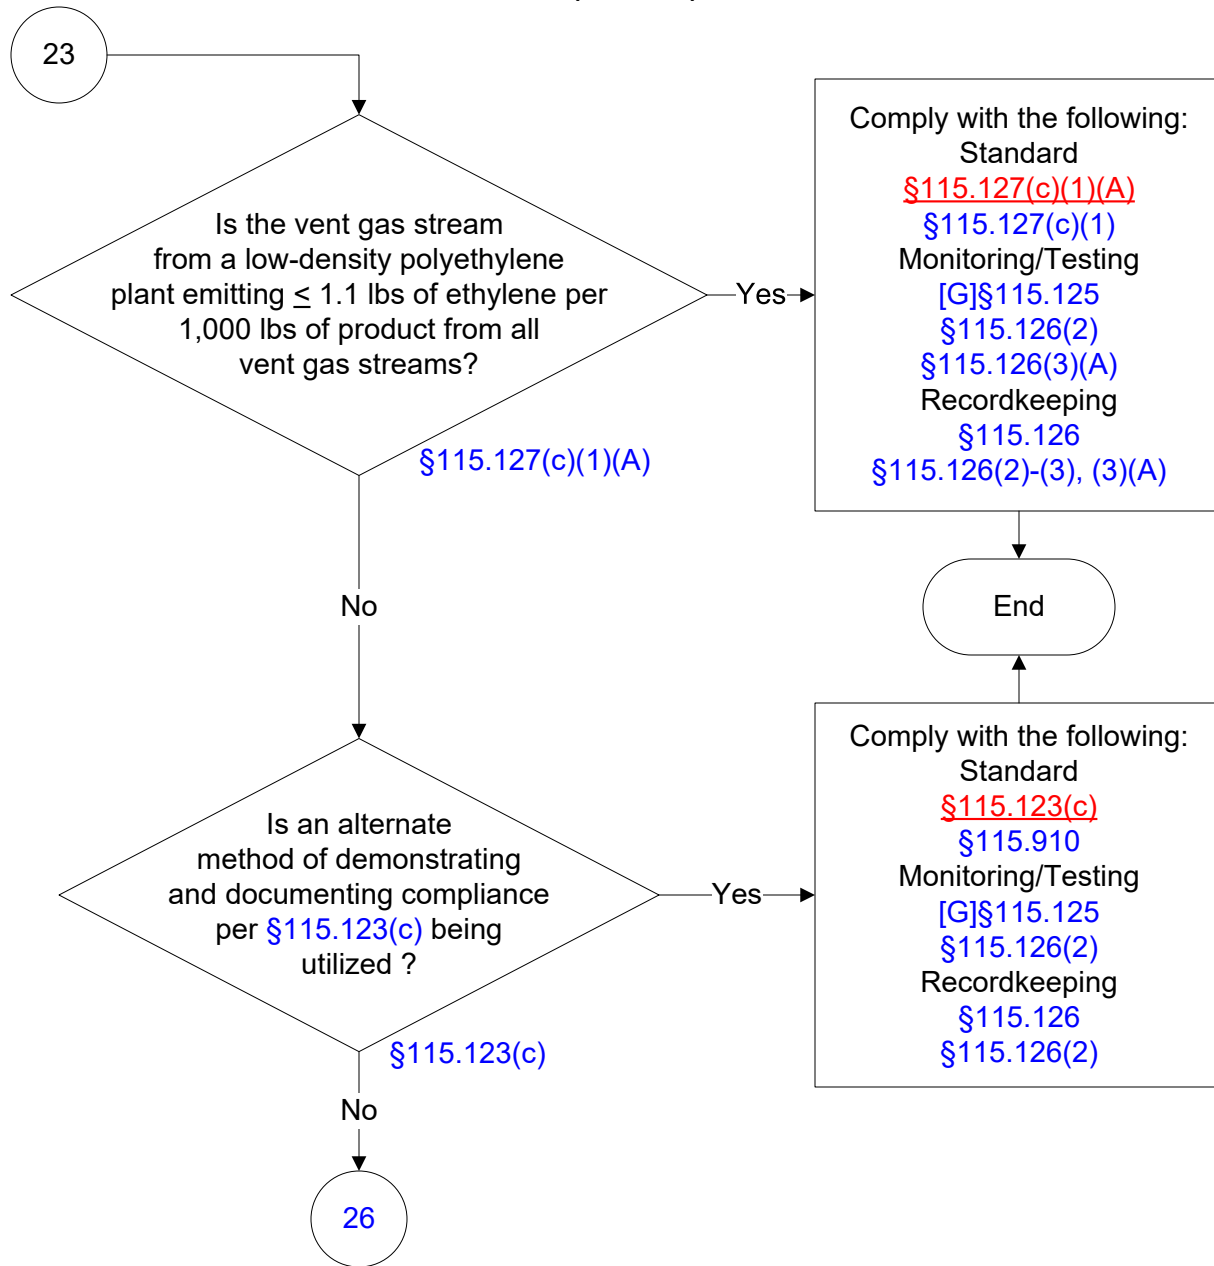 23
Is the vent gas stream
from a low-density polyethylene
plant emitting ≤ 1.1 lbs of ethylene per
1,000 lbs of product from all
vent gas streams?
§115.127(c)(1)(A)
Yes
Comply with the following:
Standard
§115.127(c)(1)(A)
§115.127(c)(1)
Monitoring/Testing
[G]§115.125
§115.126(2)
§115.126(3)(A)
Recordkeeping
§115.126
§115.126(2)-(3), (3)(A)
End
No
Is an alternate
method of demonstrating
and documenting compliance
per §115.123(c) being
utilized ?
§115.123(c)
Yes
Comply with the following:
Standard
§115.123(c)
§115.910
Monitoring/Testing
[G]§115.125
§115.126(2)
Recordkeeping
§115.126
§115.126(2)
No
26